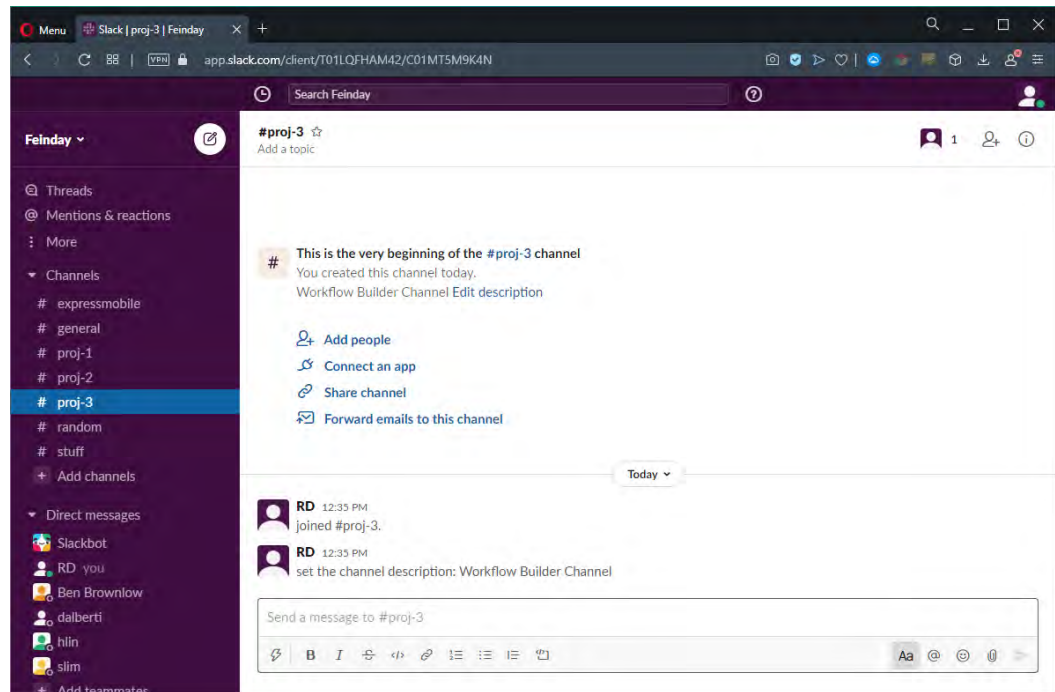 Menu
Slack | proj-3 | Feinday
VPN
app.slack.com/client/T01LQFHAM42/C01MT5M9K4N
Search Feinday
Feinday
#proj-3
Add a topic
1
Threads
@ Mentions & reactions
More
Channels
# expressmobile
# general
# proj-1
# proj-2
# proj-3
# random
# stuff
+ Add channels
Direct messages
Slackbot
RD you
Ben Brownlow
dalberti
hlin
slim
+ Add teammates
#
This is the very beginning of the #proj-3 channel
You created this channel today.
Workflow Builder Channel Edit description
Add people
Connect an app
Share channel
Forward emails to this channel
Today
RD 12:35 PM
joined #proj-3.
RD 12:35 PM
set the channel description: Workflow Builder Channel
Send a message to #proj-3
B I S </>
Aa @